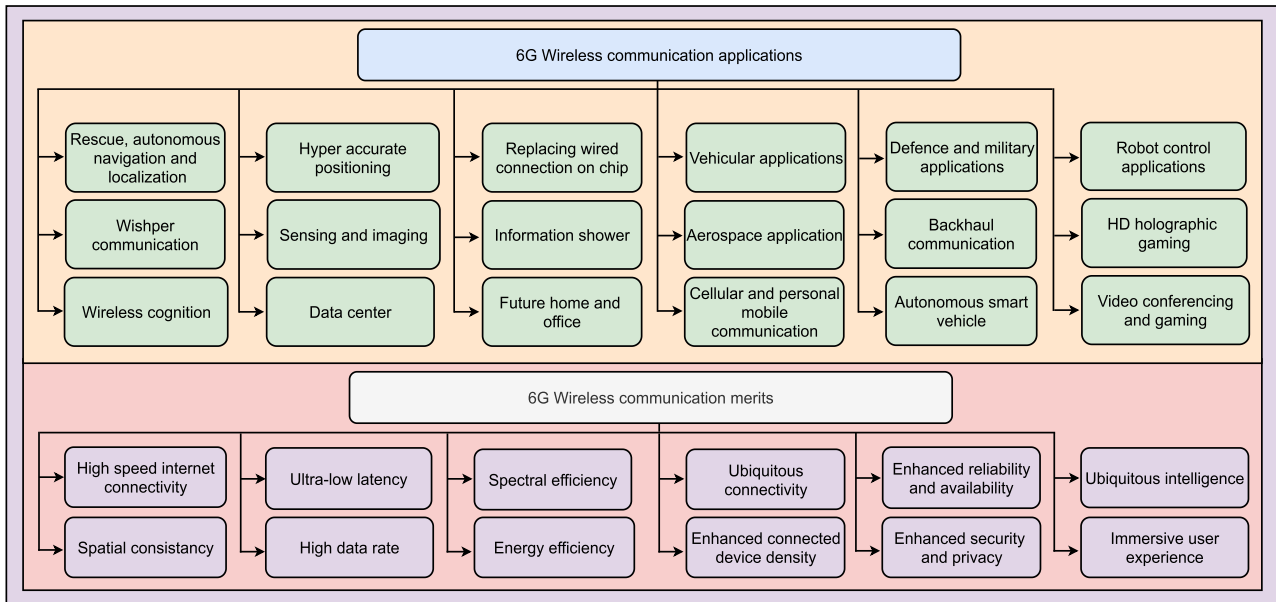 6G Wireless communication applications
Rescue, autonomous
navigation and
localization
Hyper accurate
positioning
Replacing wired
connection on chip
Vehicular applications
Defence and military
applications
Robot control
applications
Wishper
communication
Sensing and imaging
Information shower
Aerospace application
Backhaul
communication
HD holographic
gaming
Wireless cognition
Data center
Future home and
office
Cellular and personal
mobile
communication
Autonomous smart
vehicle
Video conferencing
and gaming
6G Wireless communication merits
High speed internet
connectivity
Ultra-low latency
Spectral efficiency
Ubiquitous
connectivity
Enhanced reliability
and availability
Ubiquitous intelligence
Spatial consistancy
High data rate
Energy efficiency
Enhanced connected
device density
Enhanced security
and privacy
Immersive user
experience